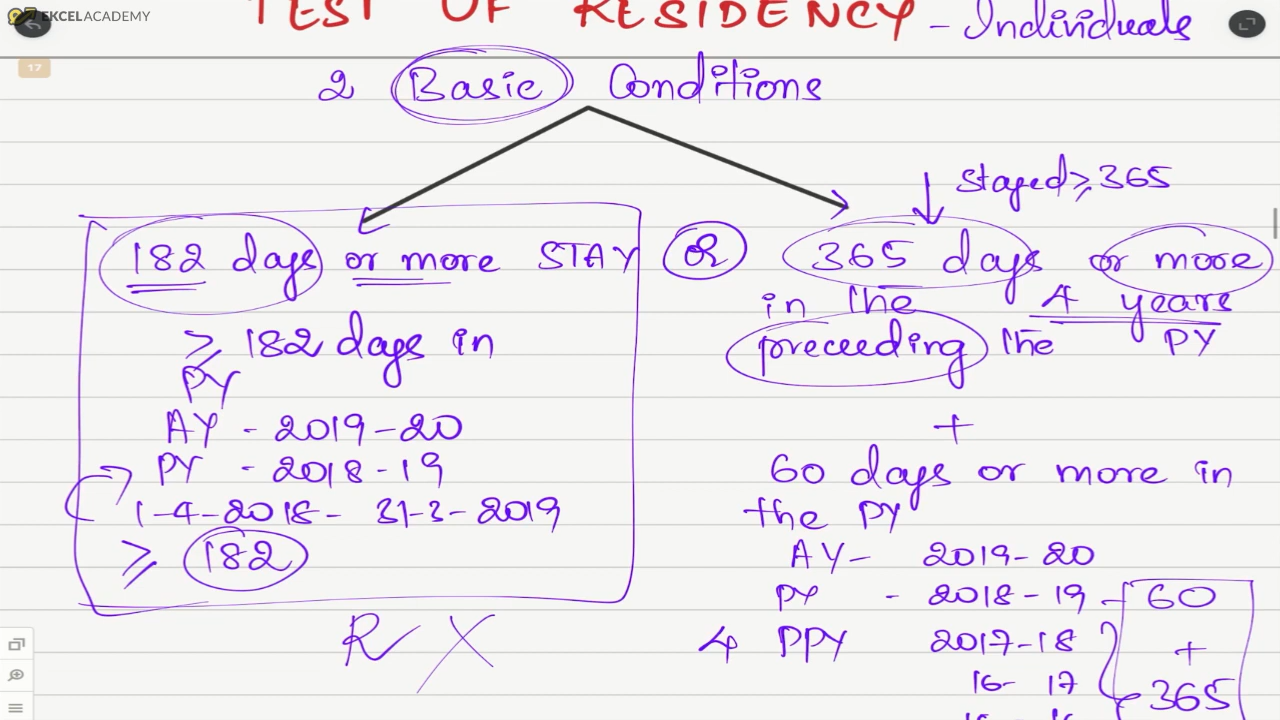 EKCEL ACADEMY
TEST OF RESIDENCY - Individuals
17
2 Basic Conditions
Stayed ≥ 365
182 days or more STAY
OR
365 days or more
in the 4 years
preceeding the PY
≥ 182 days in
PY
AY - 2019-20
PY - 2018-19
1-4-2018 - 31-3-2019
≥ 182
R X
+
60 days or more in
the PY
AY - 2019-20
PY - 2018-19 - 60
4 PPY 2017-18 +
16-17 365